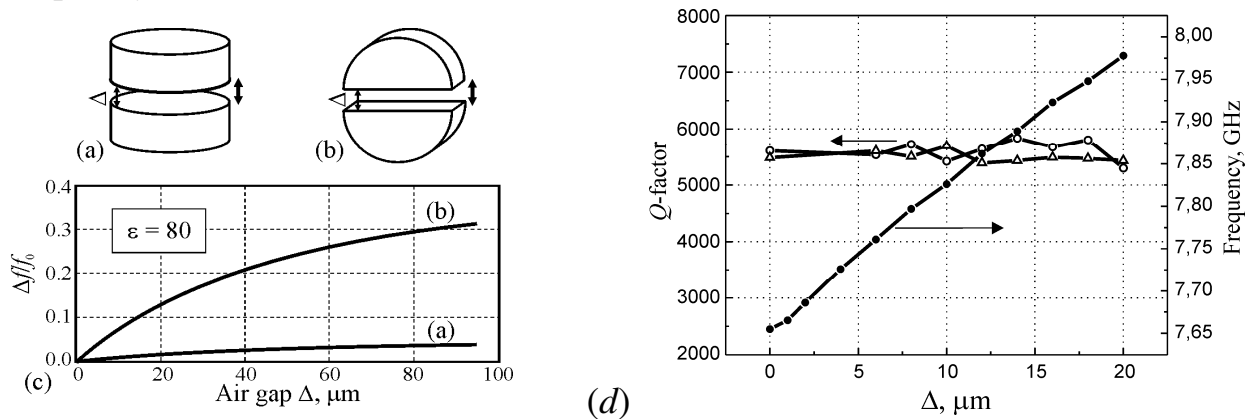 Δ
(a)
Δ
(b)
0.4
0.3
0.2
0.1
0.0
Δf/f₀
ε = 80
(b)
(a)
0
20
40
60
80
100
(c)
Air gap Δ, μm
(d)
8000
7000
6000
5000
4000
3000
2000
Q-factor
8,00
7,95
7,90
7,85
7,80
7,75
7,70
7,65
Frequency, GHz
0
5
10
15
20
Δ, μm